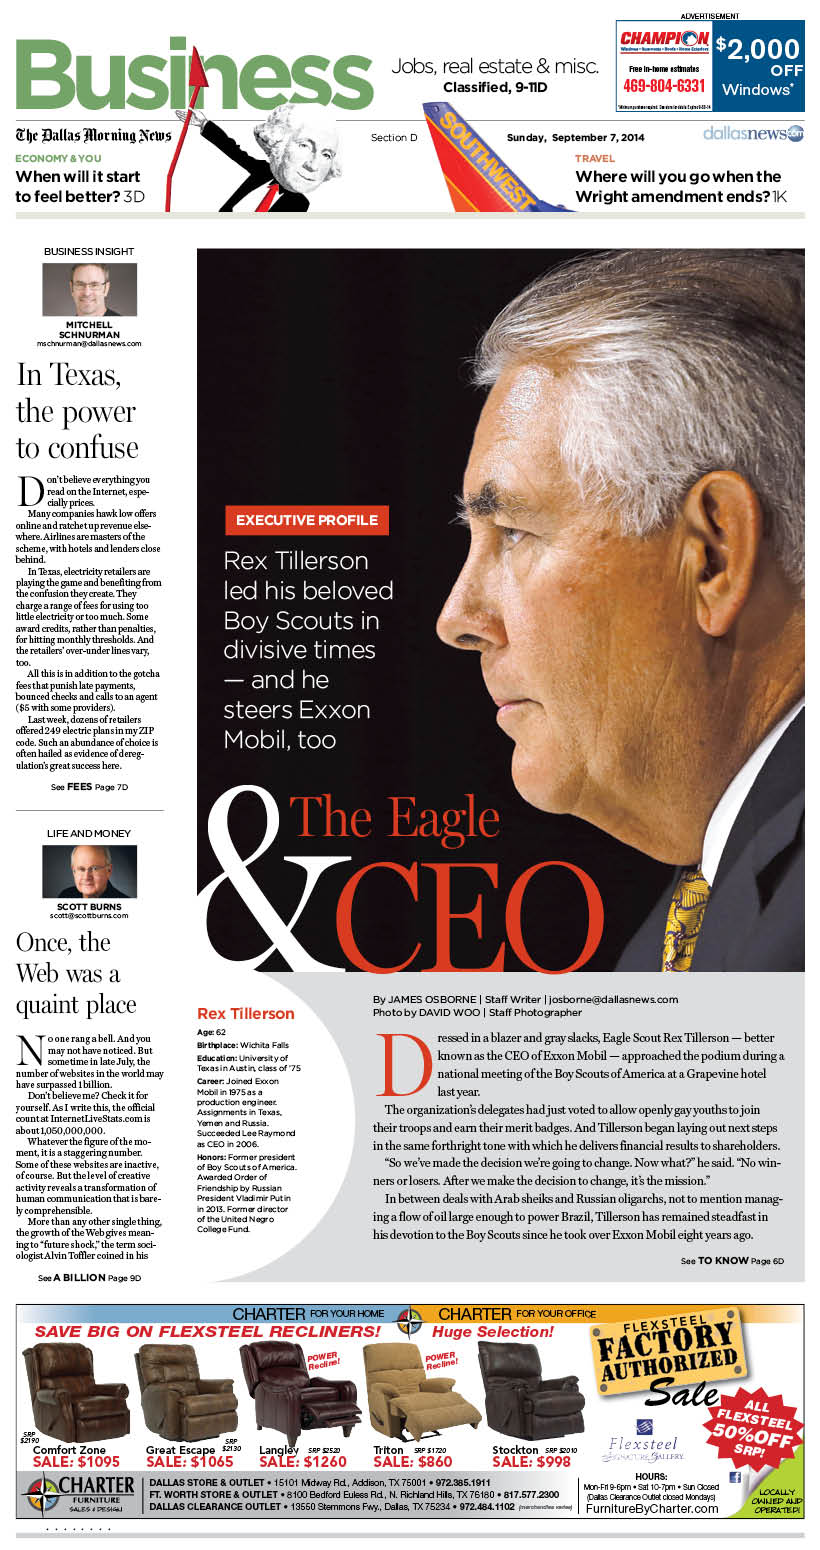 ADVERTISEMENT
Business
Jobs, real estate & misc.
Classified, 9-11D
CHAMPION
Windows • Sunrooms • Roofs • Home Exteriors
Free in-home estimates
469-804-6331
$2,000
OFF
Windows*
The Dallas Morning News
Section D
Sunday, September 7, 2014
dallasnews.com
ECONOMY & YOU
When will it start
to feel better? 3D
SOUTHWEST
TRAVEL
Where will you go when the
Wright amendment ends? 1K
BUSINESS INSIGHT
MITCHELL
SCHNURMAN
mschnurman@dallasnews.com
In Texas,
the power
to confuse
Don't believe everything you
read on the Internet, espe-
cially prices.
Many companies hawk low offers
online and ratchet up revenue else-
where. Airlines are masters of the
scheme, with hotels and lenders close
behind.
In Texas, electricity retailers are
playing the game and benefiting from
the confusion they create. They
charge a range of fees for using too
little electricity or too much. Some
award credits, rather than penalties,
for hitting monthly thresholds. And
the retailers' over-under lines vary,
too.
All this is in addition to the gotcha
fees that punish late payments,
bounced checks and calls to an agent
($5 with some providers).
Last week, dozens of retailers
offered 249 electric plans in my ZIP
code. Such an abundance of choice is
often hailed as evidence of dereg-
ulation's great success here.
See FEES Page 7D
LIFE AND MONEY
SCOTT BURNS
scott@scottburns.com
Once, the
Web was a
quaint place
No one rang a bell. And you
may not have noticed. But
sometime in late July, the
number of websites in the world may
have surpassed 1 billion.
Don't believe me? Check it for
yourself. As I write this, the official
count at InternetLiveStats.com is
about 1,050,000,000.
Whatever the figure of the mo-
ment, it is a staggering number.
Some of these websites are inactive,
of course. But the level of creative
activity reveals a transformation of
human communication that is bare-
ly comprehensible.
More than any other single thing,
the growth of the Web gives mean-
ing to "future shock," the term soci-
ologist Alvin Toffler coined in his
See A BILLION Page 9D
EXECUTIVE PROFILE
Rex Tillerson
led his beloved
Boy Scouts in
divisive times
— and he
steers Exxon
Mobil, too
The Eagle
& CEO
Rex Tillerson
Age: 62
Birthplace: Wichita Falls
Education: University of
Texas in Austin, class of '75
Career: Joined Exxon
Mobil in 1975 as a
production engineer.
Assignments in Texas,
Yemen and Russia.
Succeeded Lee Raymond
as CEO in 2006.
Honors: Former president
of Boy Scouts of America.
Awarded Order of
Friendship by Russian
President Vladimir Putin
in 2013. Former director
of the United Negro
College Fund.
By JAMES OSBORNE | Staff Writer | josborne@dallasnews.com
Photo by DAVID WOO | Staff Photographer
Dressed in a blazer and gray slacks, Eagle Scout Rex Tillerson — better
known as the CEO of Exxon Mobil — approached the podium during a
national meeting of the Boy Scouts of America at a Grapevine hotel
last year.
The organization's delegates had just voted to allow openly gay youths to join
their troops and earn their merit badges. And Tillerson began laying out next steps
in the same forthright tone with which he delivers financial results to shareholders.
"So we've made the decision we're going to change. Now what?" he said. "No win-
ners or losers. After we make the decision to change, it's the mission."
In between deals with Arab sheiks and Russian oligarchs, not to mention manag-
ing a flow of oil large enough to power Brazil, Tillerson has remained steadfast in
his devotion to the Boy Scouts since he took over Exxon Mobil eight years ago.
See TO KNOW Page 6D
CHARTER FOR YOUR HOME
CHARTER FOR YOUR OFFICE
SAVE BIG ON FLEXSTEEL RECLINERS!
Huge Selection!
FLEXSTEEL
FACTORY
AUTHORIZED
Sale
POWER
Recline!
POWER
Recline!
ALL
FLEXSTEEL
50% OFF
SRP!
SRP
$2190
Comfort Zone
SALE: $1095
SRP
$2130
Great Escape
SALE: $1065
Langley SRP $2520
SALE: $1260
Triton SRP $1720
SALE: $860
Stockton SRP $2010
SALE: $998
Flexsteel
SIGNATURE GALLERY
CHARTER
FURNITURE
SALES & DESIGN
DALLAS STORE & OUTLET • 15101 Midway Rd., Addison, TX 75001 • 972.385.1911
FT. WORTH STORE & OUTLET • 8100 Bedford Euless Rd., N. Richland Hills, TX 76180 • 817.577.2300
DALLAS CLEARANCE OUTLET • 13550 Stemmons Fwy., Dallas, TX 75234 • 972.484.1102 (merchandise varies)
HOURS:
Mon-Fri 9-6pm • Sat 10-7pm • Sun Closed
(Dallas Clearance Outlet closed Mondays)
FurnitureByCharter.com
LOCALLY
OWNED AND
OPERATED!